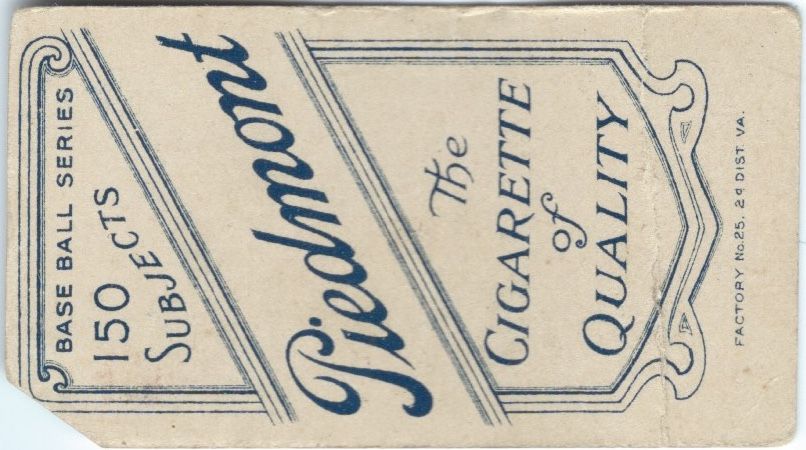 BASE BALL SERIES
150
SUBJECTS
Piedmont
The
CIGARETTE
of
QUALITY
FACTORY No. 25, 2d DIST. VA.